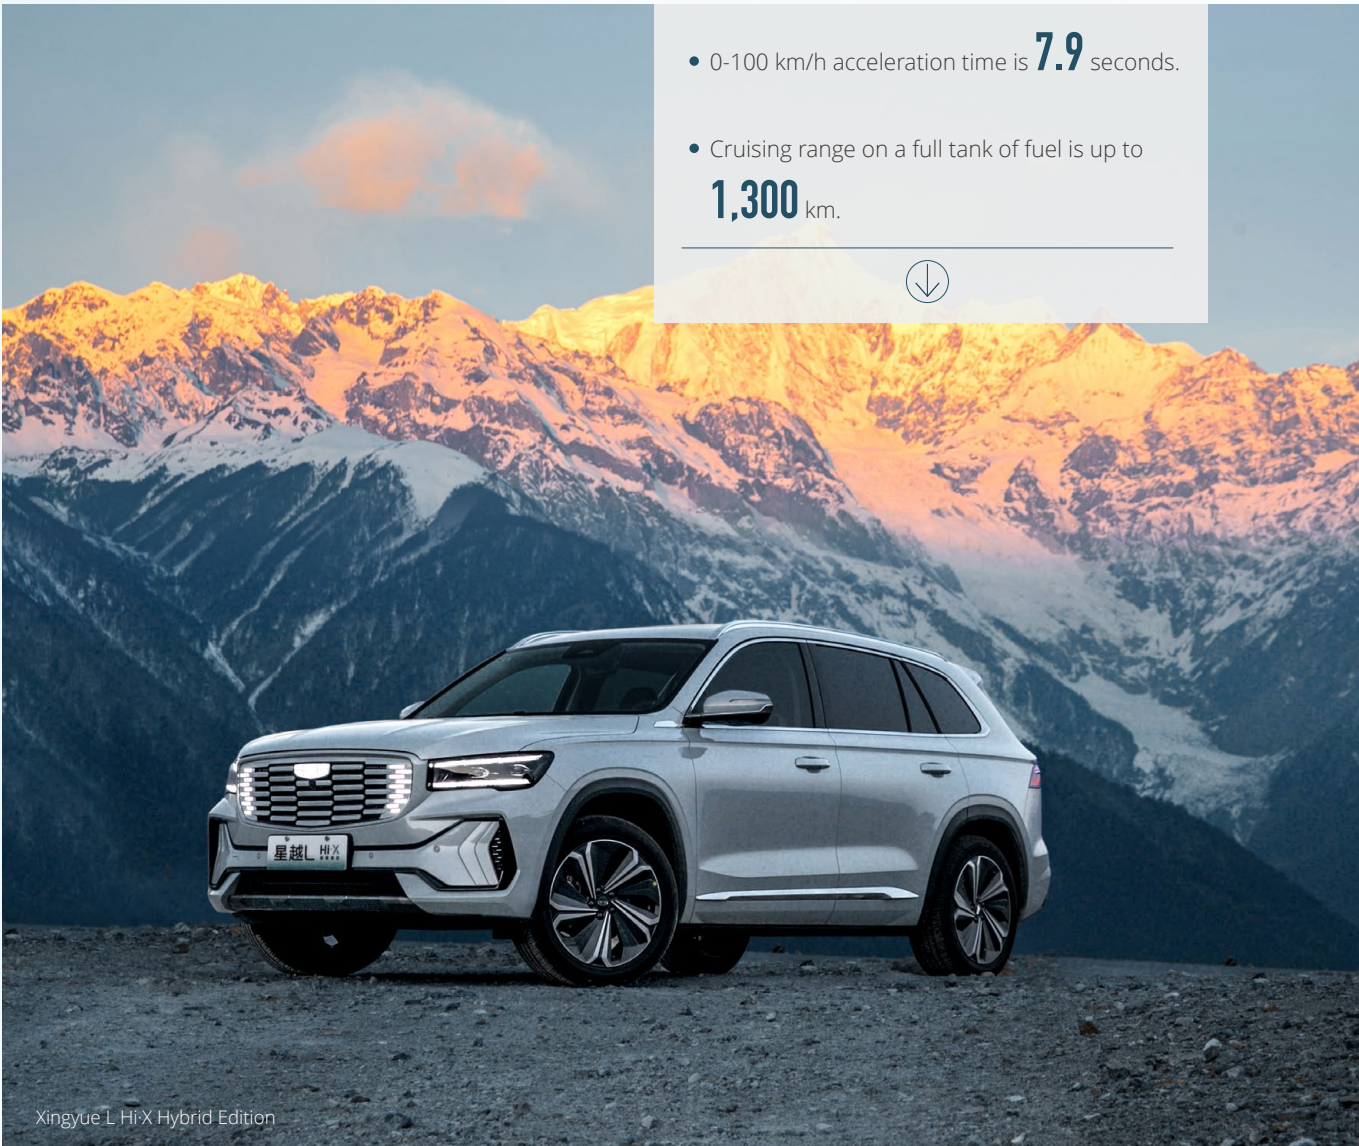 • 0-100 km/h acceleration time is 7.9 seconds.
• Cruising range on a full tank of fuel is up to
1,300 km.
星越L Hi·X
Xingyue L Hi·X Hybrid Edition